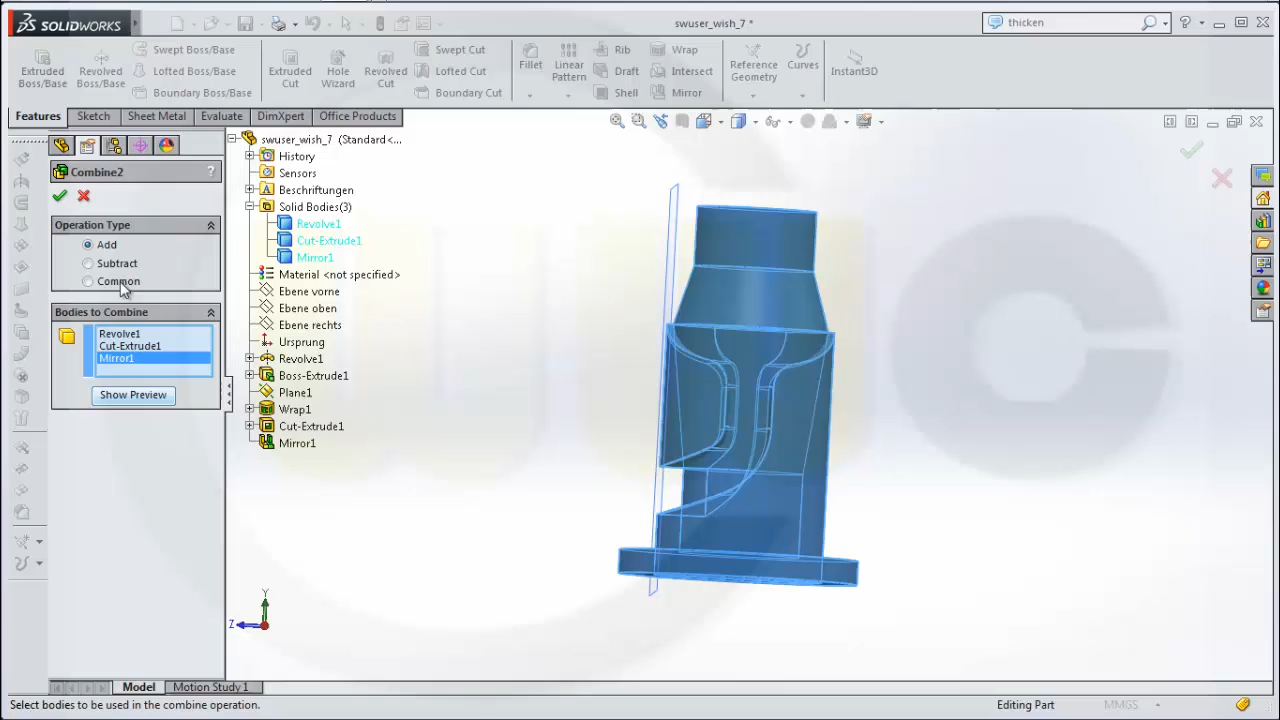 SOLIDWORKS
swuser_wish_7 *
thicken
Extruded Boss/Base
Revolved Boss/Base
Swept Boss/Base
Lofted Boss/Base
Boundary Boss/Base
Extruded Cut
Hole Wizard
Revolved Cut
Swept Cut
Lofted Cut
Boundary Cut
Fillet
Linear Pattern
Rib
Draft
Shell
Wrap
Intersect
Mirror
Reference Geometry
Curves
Instant3D
Features
Sketch
Sheet Metal
Evaluate
DimXpert
Office Products
Combine2
?
Operation Type
Add
Subtract
Common
Bodies to Combine
Revolve1
Cut-Extrude1
Mirror1
Show Preview
swuser_wish_7 (Standard<...
History
Sensors
Beschriftungen
Solid Bodies(3)
Revolve1
Cut-Extrude1
Mirror1
Material <not specified>
Ebene vorne
Ebene oben
Ebene rechts
Ursprung
Revolve1
Boss-Extrude1
Plane1
Wrap1
Cut-Extrude1
Mirror1
Y
Z
Model
Motion Study 1
Select bodies to be used in the combine operation.
Editing Part
MMGS